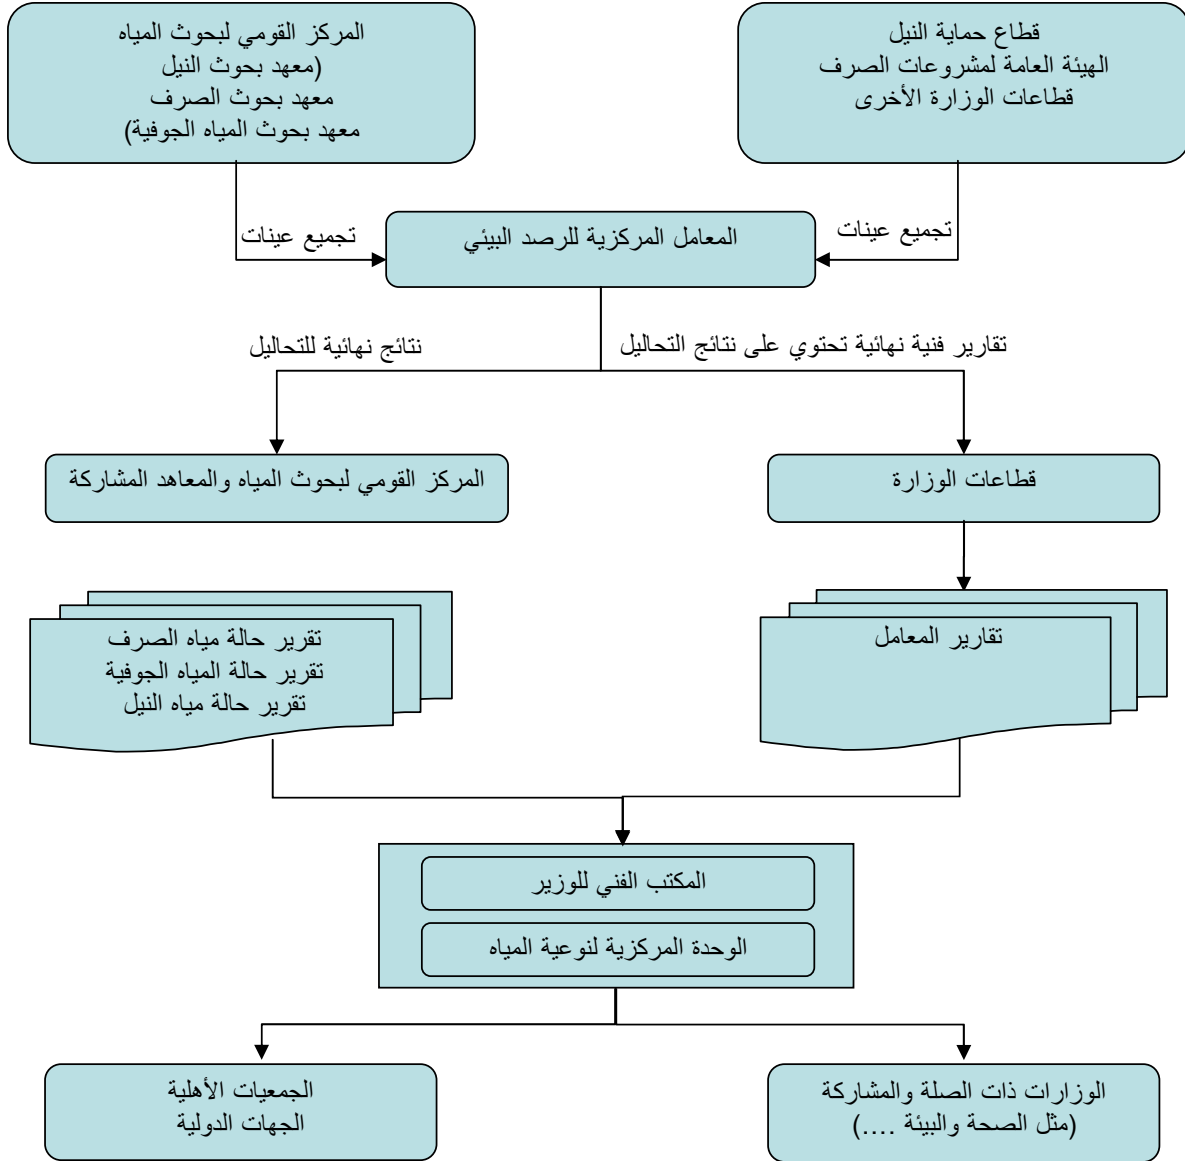 قطاع حماية النيل
الهيئة العامة لمشروعات الصرف
قطاعات الوزارة الأخرى
المركز القومي لبحوث المياه
(معهد بحوث النيل
معهد بحوث الصرف
معهد بحوث المياه الجوفية)
تجميع عينات
المعامل المركزية للرصد البيئي
تجميع عينات
تقارير فنية نهائية تحتوي على نتائج التحاليل
نتائج نهائية للتحاليل
قطاعات الوزارة
المركز القومي لبحوث المياه والمعاهد المشاركة
تقارير المعامل
تقرير حالة مياه الصرف
تقرير حالة المياه الجوفية
تقرير حالة مياه النيل
المكتب الفني للوزير
الوحدة المركزية لنوعية المياه
الوزارات ذات الصلة والمشاركة
(مثل الصحة والبيئة ....)
الجمعيات الأهلية
الجهات الدولية